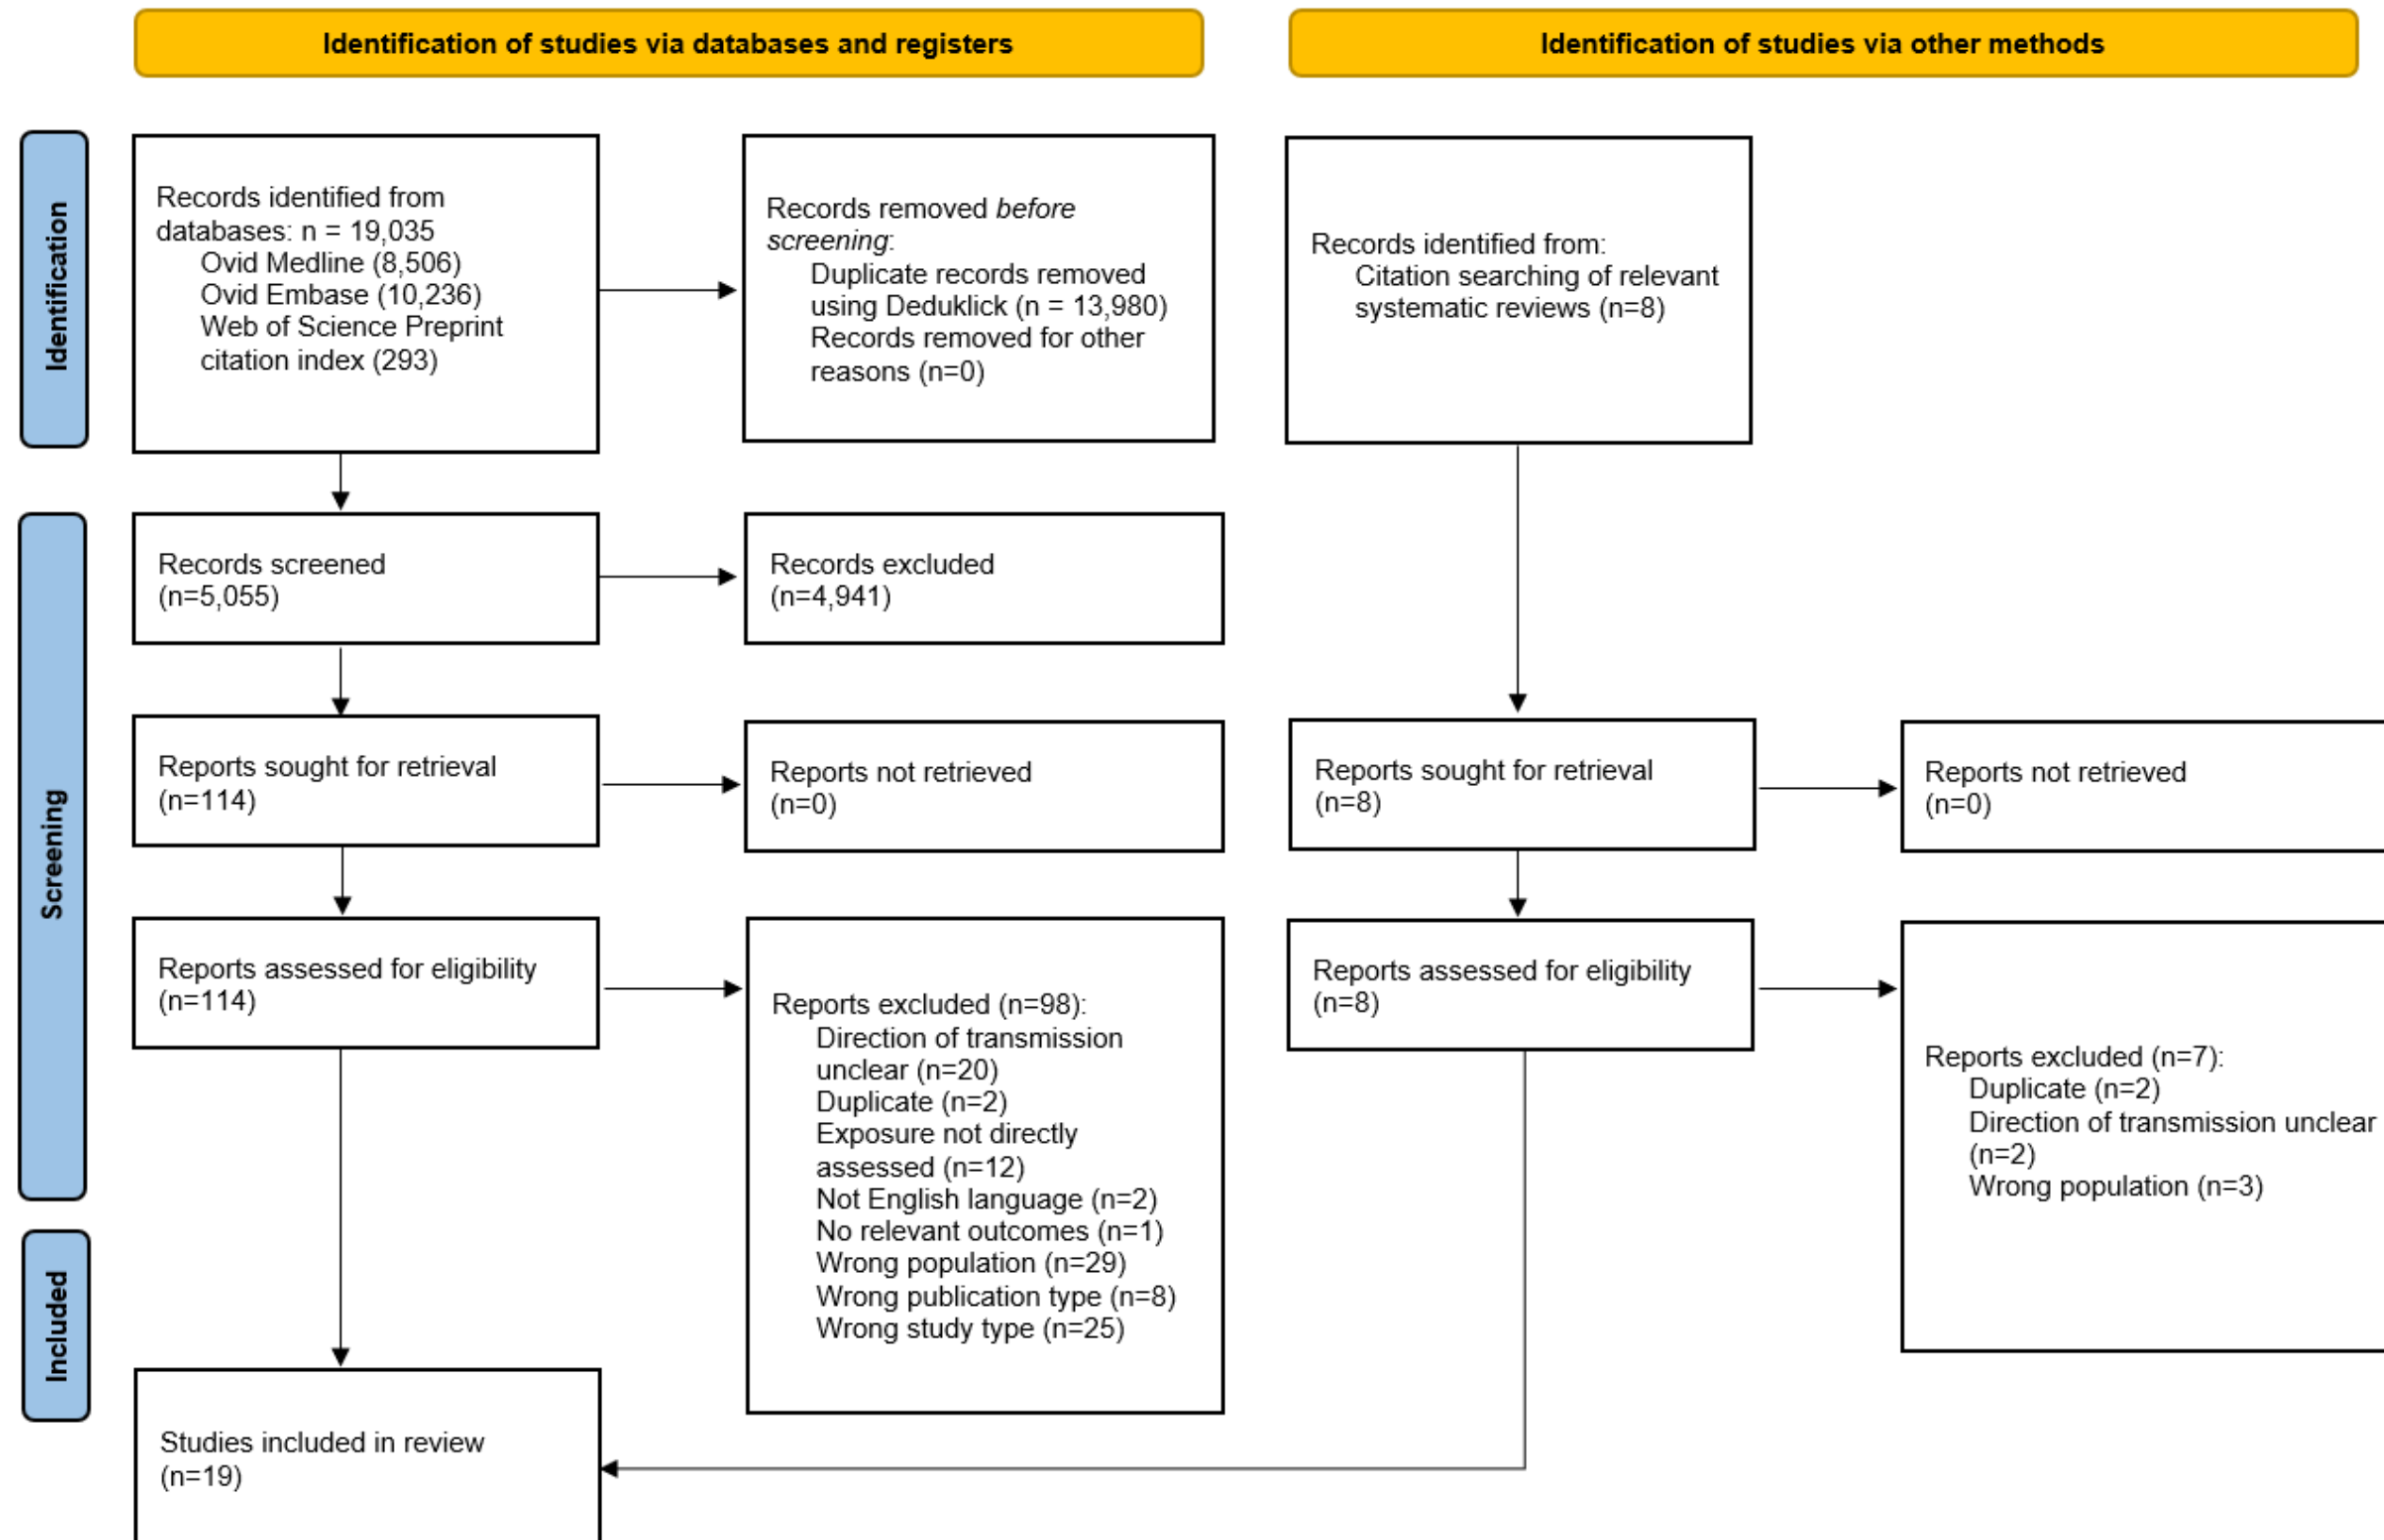 Identification of studies via databases and registers
Identification of studies via other methods
Identification
Records identified from
databases: n = 19,035
Ovid Medline (8,506)
Ovid Embase (10,236)
Web of Science Preprint
citation index (293)
Records removed before
screening:
Duplicate records removed
using Deduklick (n = 13,980)
Records removed for other
reasons (n=0)
Records identified from:
Citation searching of relevant
systematic reviews (n=8)
Screening
Records screened
(n=5,055)
Records excluded
(n=4,941)
Reports sought for retrieval
(n=114)
Reports not retrieved
(n=0)
Reports sought for retrieval
(n=8)
Reports not retrieved
(n=0)
Reports assessed for eligibility
(n=114)
Reports excluded (n=98):
Direction of transmission
unclear (n=20)
Duplicate (n=2)
Exposure not directly
assessed (n=12)
Not English language (n=2)
No relevant outcomes (n=1)
Wrong population (n=29)
Wrong publication type (n=8)
Wrong study type (n=25)
Reports assessed for eligibility
(n=8)
Reports excluded (n=7):
Duplicate (n=2)
Direction of transmission unclear
(n=2)
Wrong population (n=3)
Included
Studies included in review
(n=19)